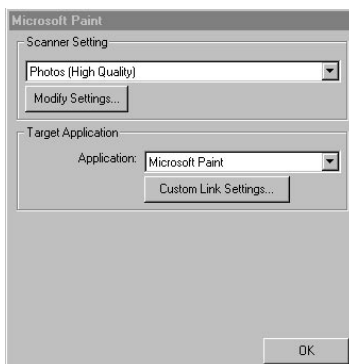 Microsoft Paint
Scanner Setting
Photos (High Quality)
Modify Settings...
Target Application
Application: Microsoft Paint
Custom Link Settings...
OK